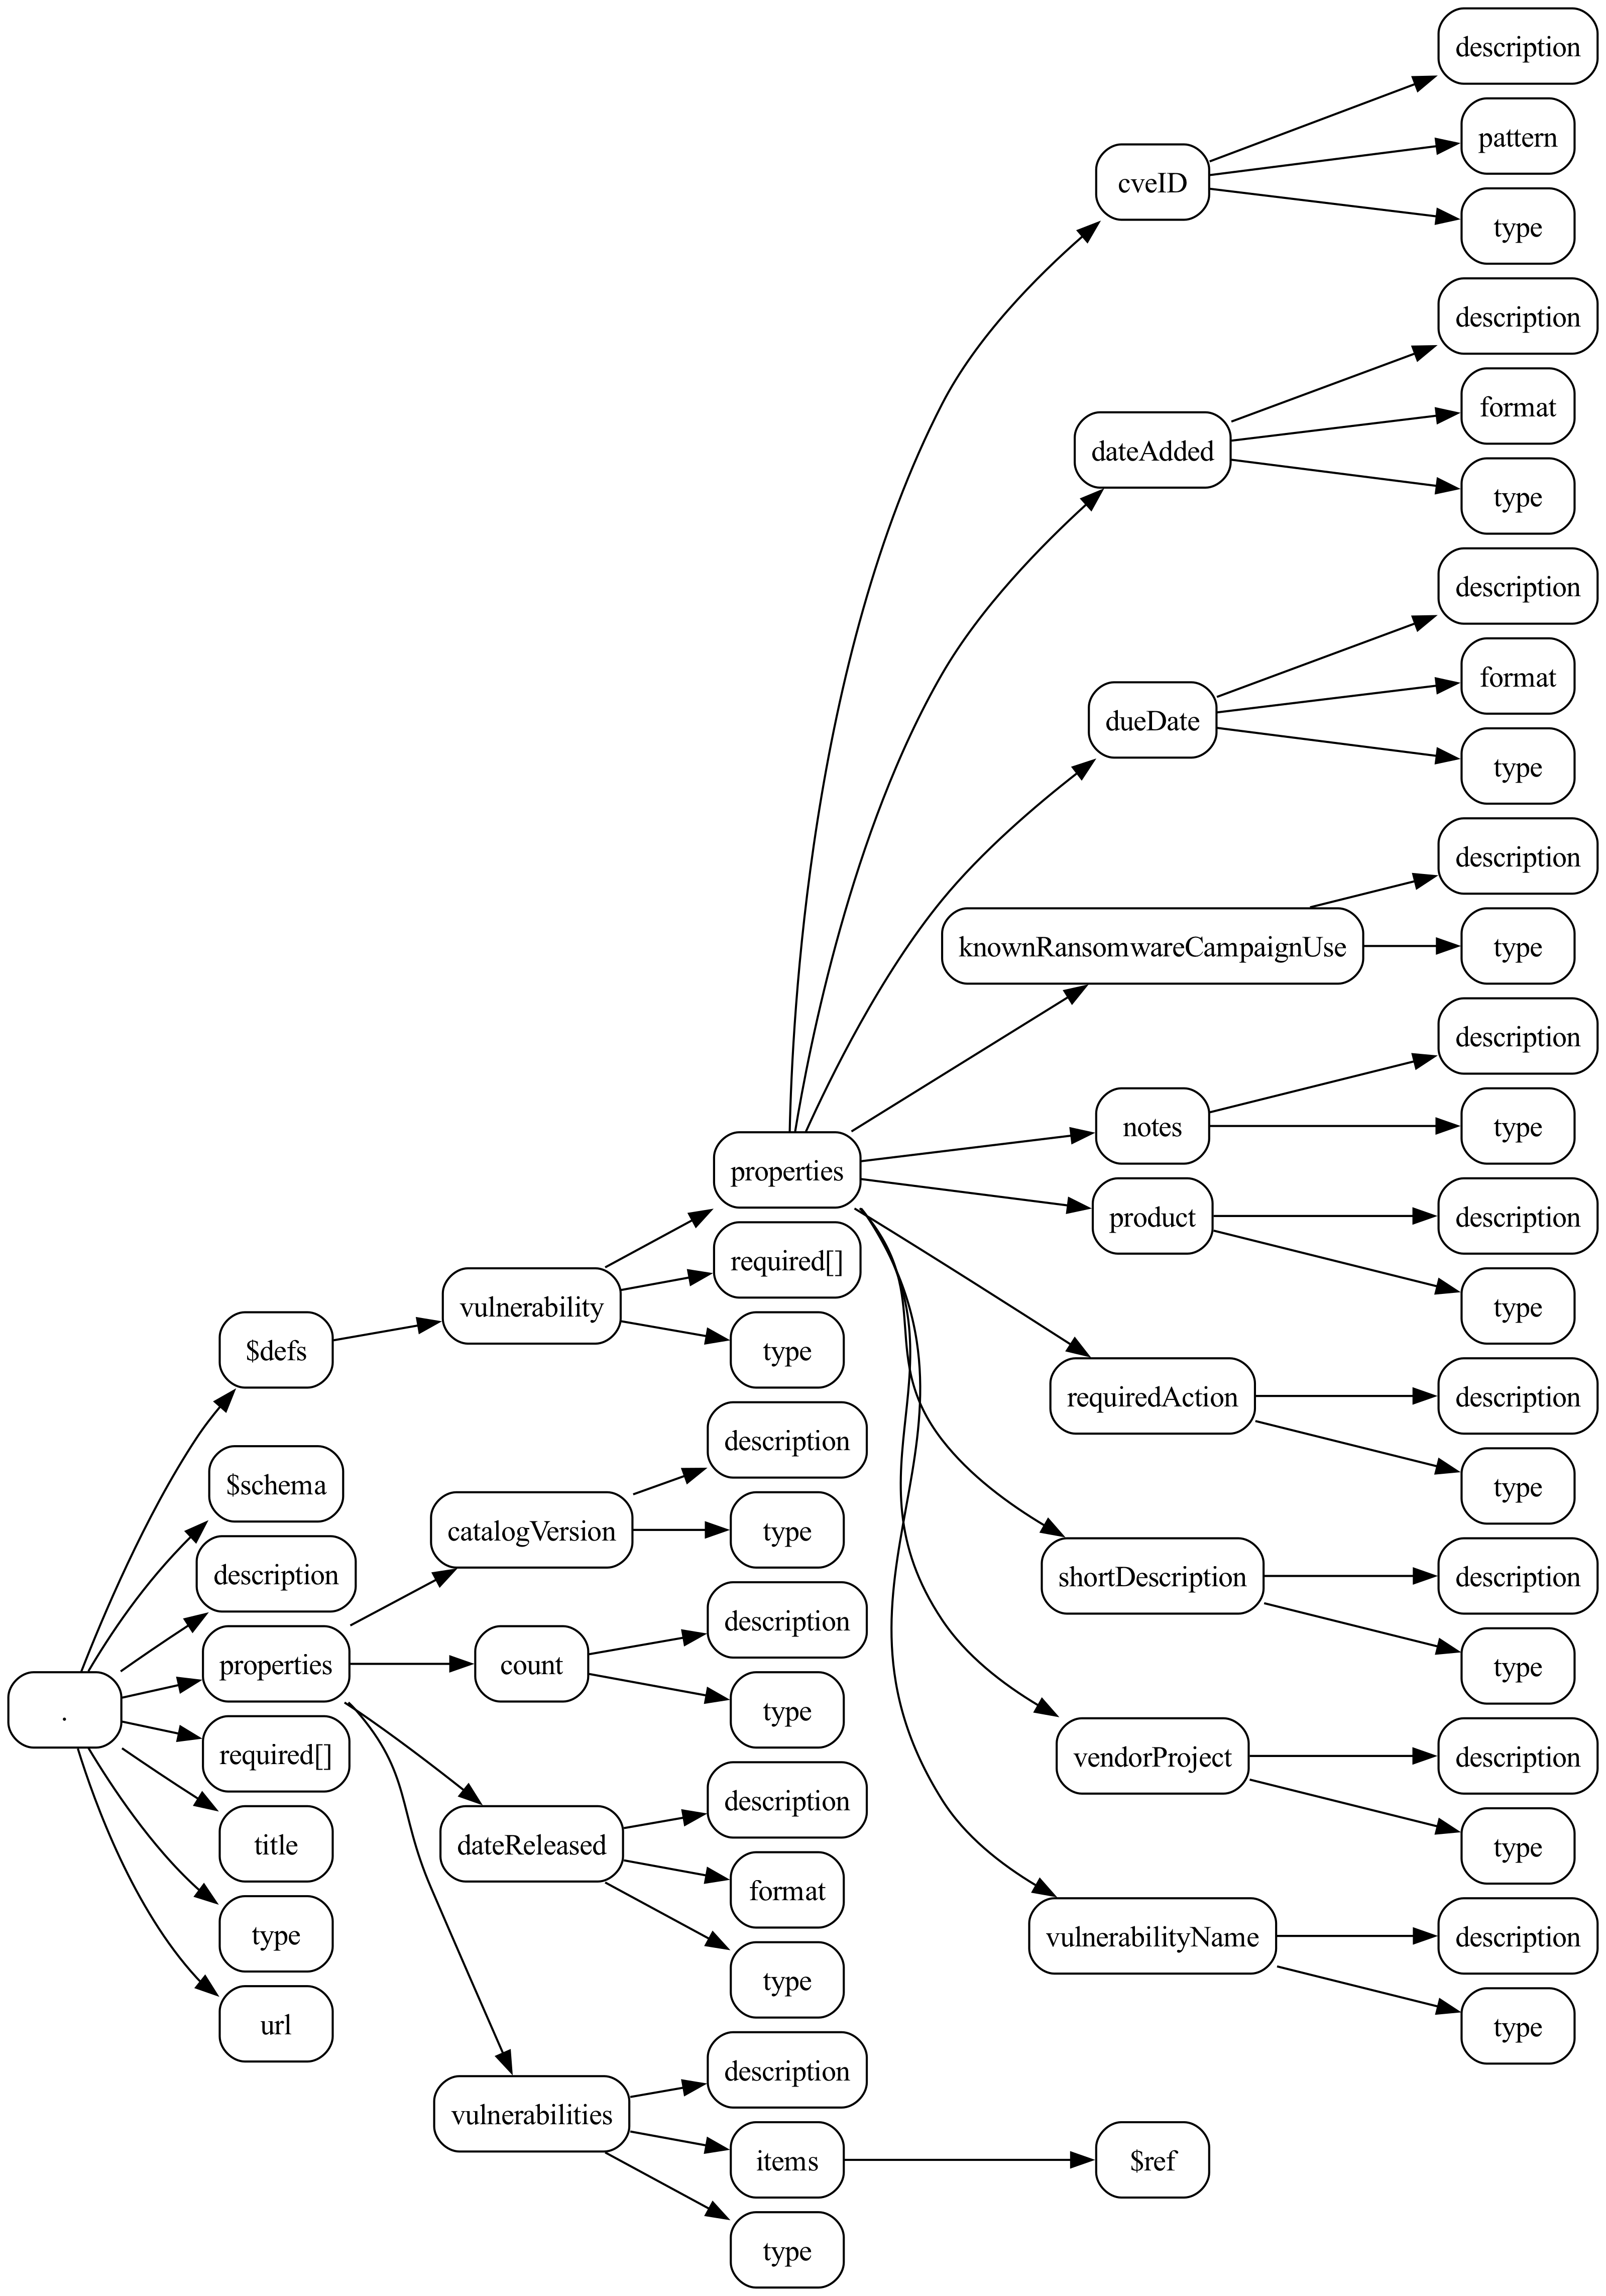 .
$defs
$schema
description
properties
required[]
title
type
url
vulnerability
catalogVersion
count
dateReleased
vulnerabilities
properties
required[]
type
description
type
description
type
description
format
type
description
items
type
cveID
dateAdded
dueDate
knownRansomwareCampaignUse
notes
product
requiredAction
shortDescription
vendorProject
vulnerabilityName
$ref
description
pattern
type
description
format
type
description
format
type
description
type
description
type
description
type
description
type
description
type
description
type
description
type